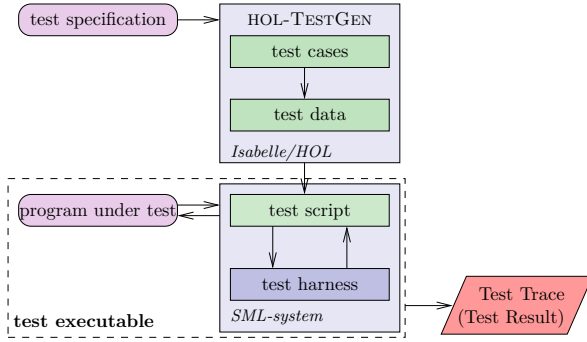 test specification
HOL-TESTGEN
test cases
test data
Isabelle/HOL
program under test
test script
test harness
SML-system
test executable
Test Trace
(Test Result)